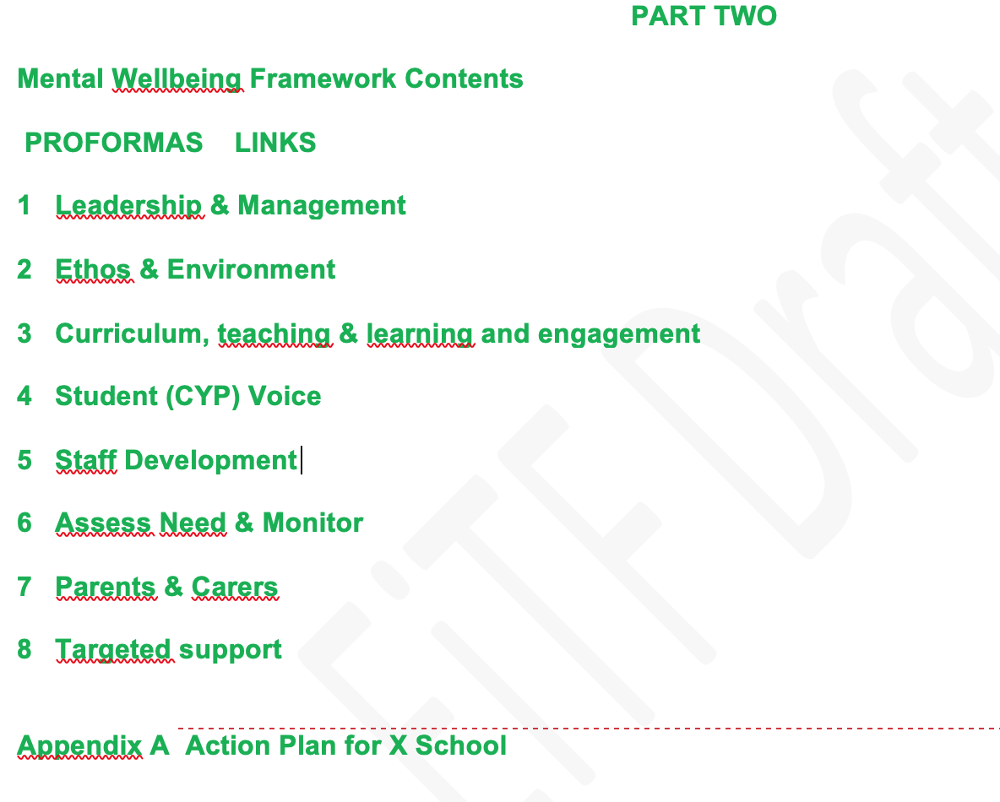 PART TWO
Mental Wellbeing Framework Contents
PROFORMAS LINKS
1 Leadership & Management
2 Ethos & Environment
3 Curriculum, teaching & learning and engagement
4 Student (CYP) Voice
5 Staff Development
6 Assess Need & Monitor
7 Parents & Carers
8 Targeted support
Appendix A Action Plan for X School
EiTF Draft